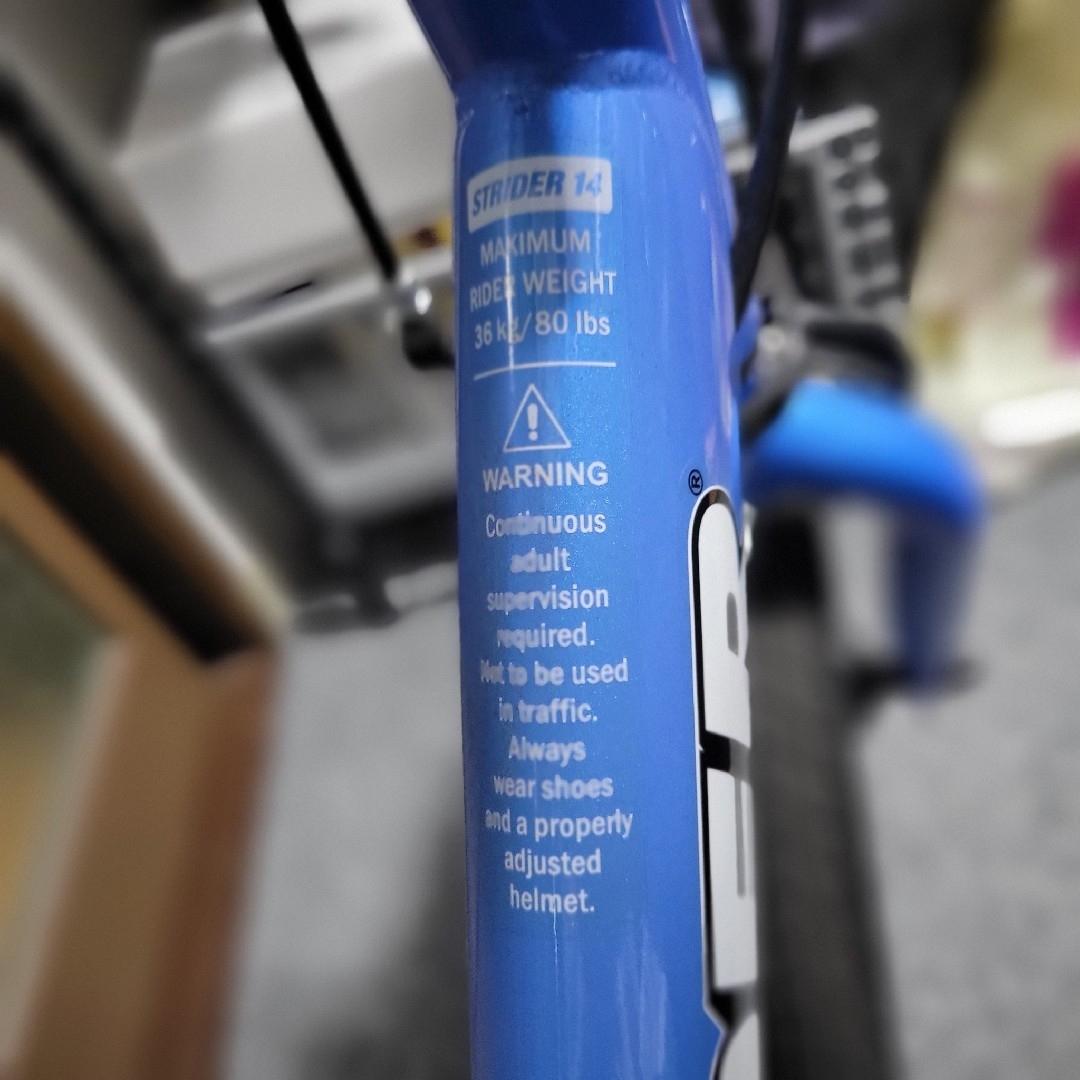 STRIDER 14
MAXIMUM
RIDER WEIGHT
36 kg/80 lbs
WARNING
Continuous
adult
supervision
required.
Not to be used
in traffic.
Always
wear shoes
and a properly
adjusted
helmet.
®